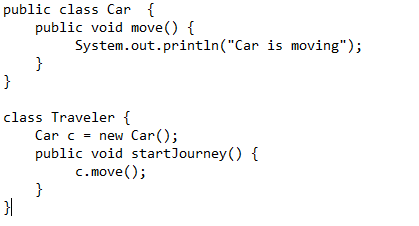 public class Car  {
    public void move() {
         System.out.println("Car is moving");
    }
}

class Traveler {
    Car c = new Car();
    public void startJourney() {
         c.move();
    }
}